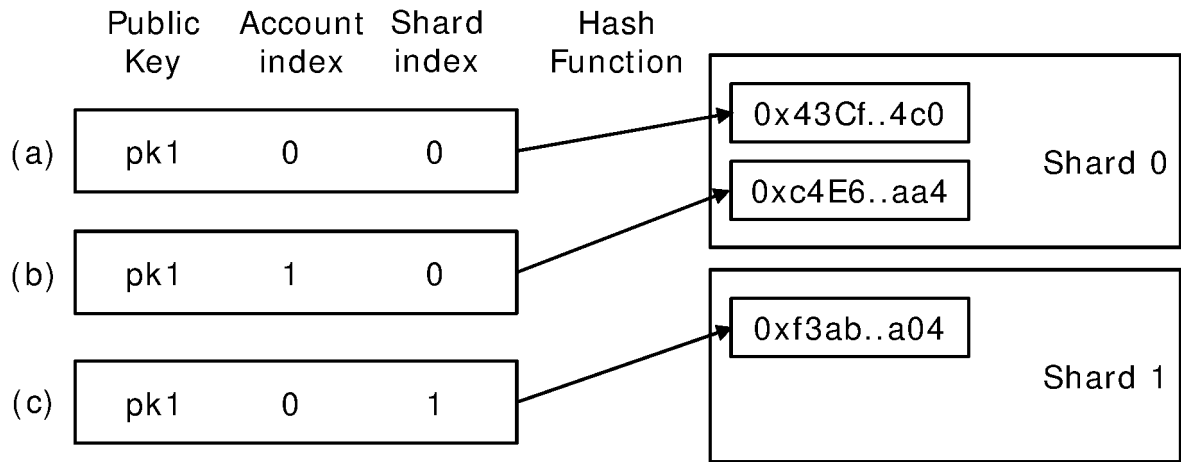 Public Account Shard Hash
Key index index Function
(a) pk1 0 0
0x43Cf..4c0
0xc4E6..aa4
Shard 0
(b) pk1 1 0
0xf3ab..a04
Shard 1
(c) pk1 0 1